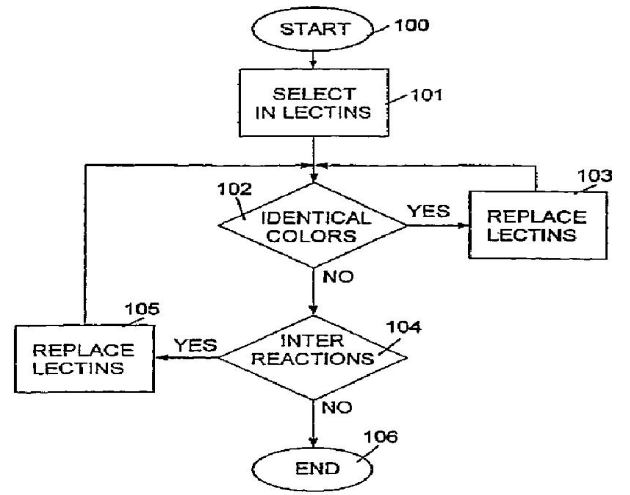 START
100
SELECT
IN LECTINS
101
102
IDENTICAL
COLORS
YES
103
REPLACE
LECTINS
NO
105
REPLACE
LECTINS
YES
INTER
REACTIONS
104
NO
106
END